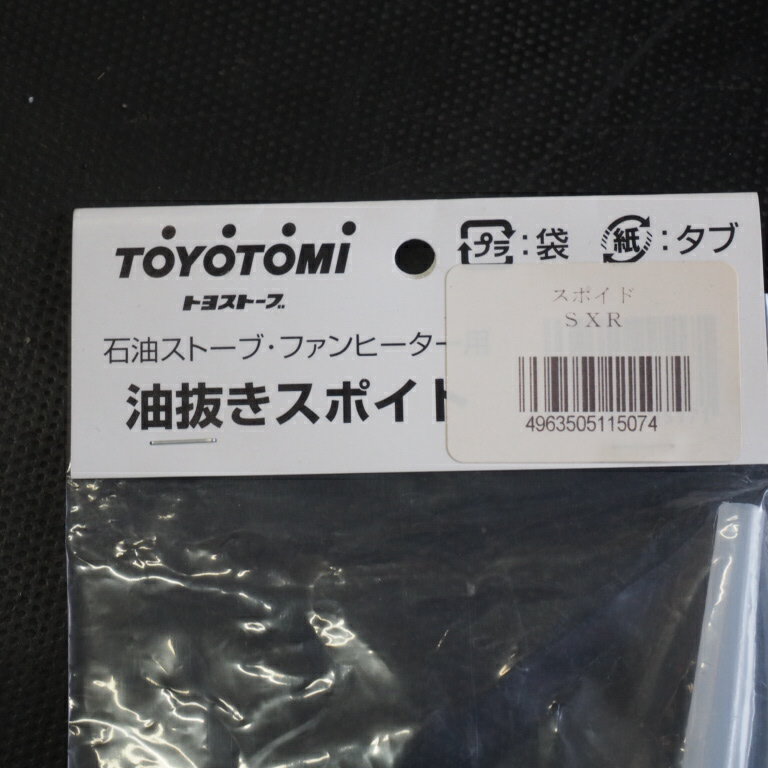 TOYOTOMI
トヨストーブ
プラ:袋
紙:タブ
石油ストーブ・ファンヒーター用
油抜きスポイト
スポイド
SXR
4963505115074